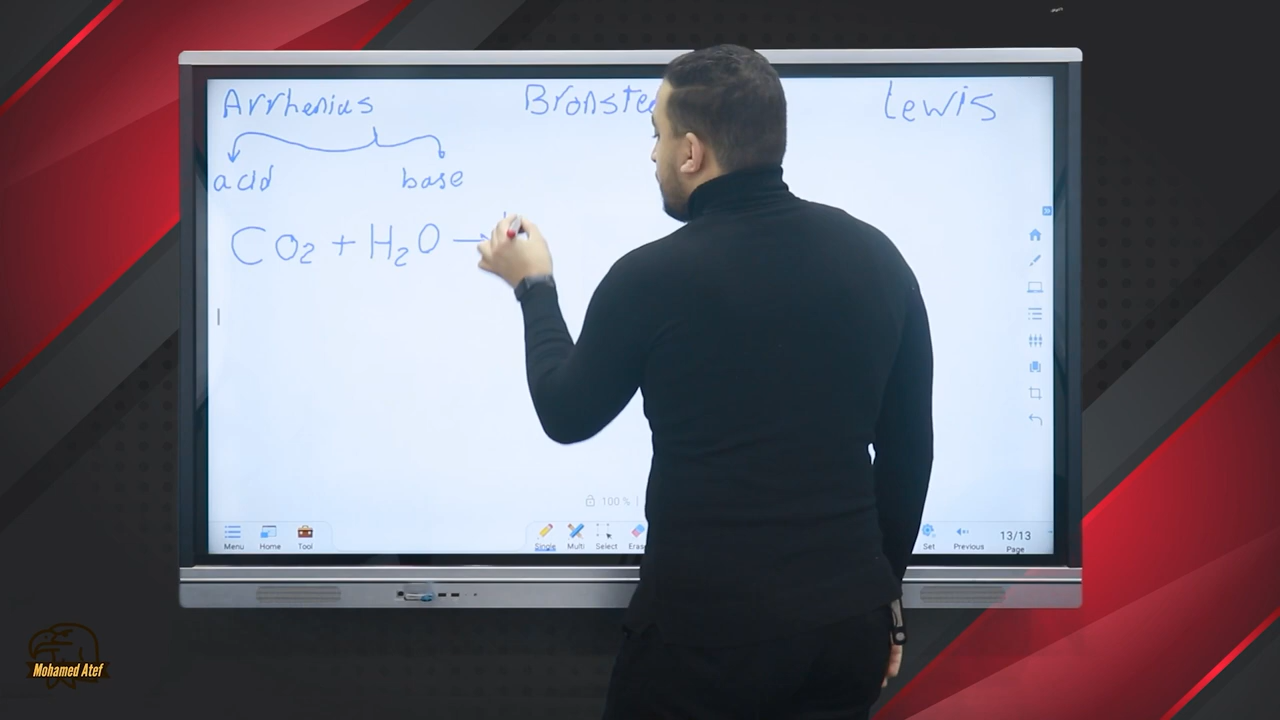 Arrhenius Bronste Lewis
acid base
CO2 + H2O →
100 %
Menu Home Tool Single Multi Select Eras Set Previous 13/13 Page
Mohamed Atef